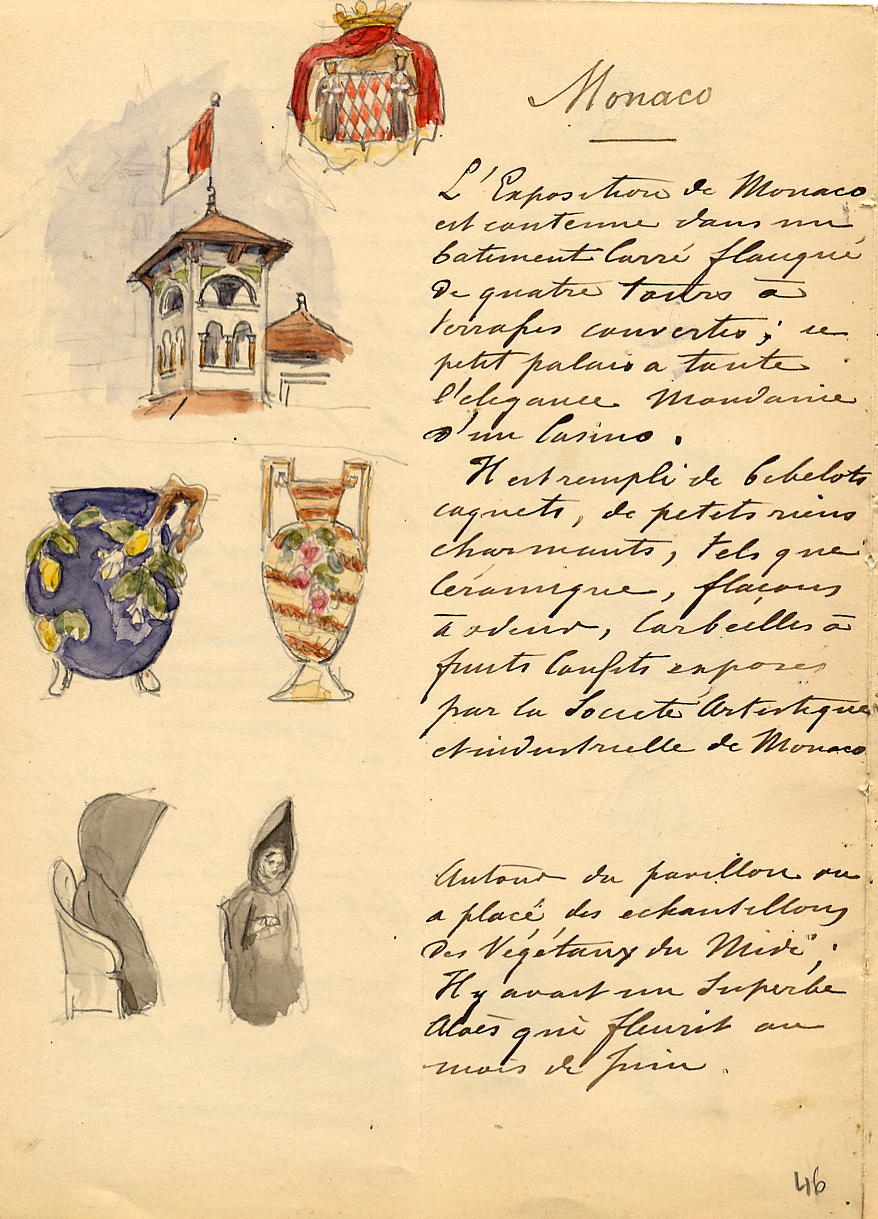 Monaco
L'Exposition de Monaco
est contenue dans un
batiment Carré flanqué
de quatre tours à
terrasses couvertes; ce
petit palais a toute
l'élegance Mondaine
d'un Casino.
Il est rempli de bibelots
coquets, de petits riens
charmants, tels que
Céramique, flacons
à odeur, Corbeilles à
fruits Confits exposés
par la Société Artistique
et industrielle de Monaco
Autour du pavillon on
a placé des echantillons
des Végétaux du Midi;
Il y avait un Superbe
Aloès qui fleurit au
mois de Juin.
46